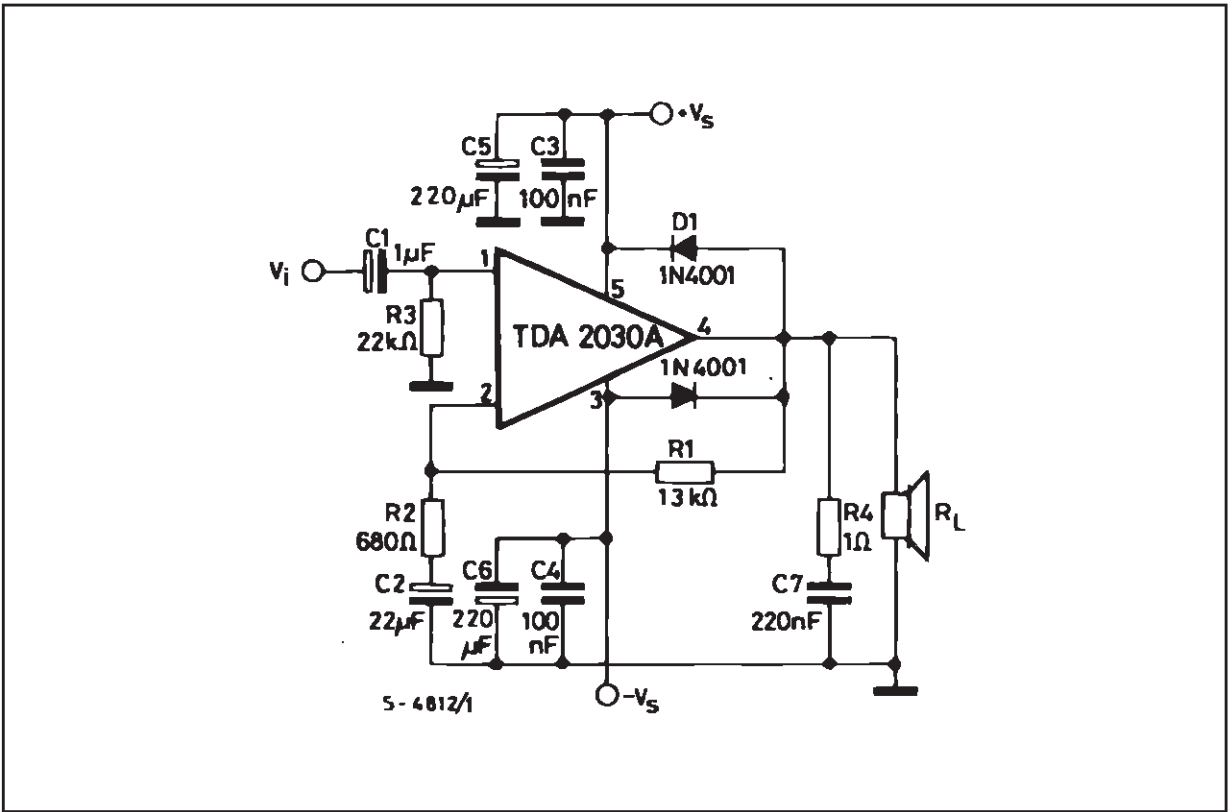 +Vs
C5
C3
220µF
100nF
D1
C1
1µF
1N4001
Vi
1
5
R3
22kΩ
TDA 2030A
4
1N4001
2
3
R1
13kΩ
R2
680Ω
R4
1Ω
RL
C2
C6
C4
C7
22µF
220
µF
100
nF
220nF
-Vs
S-4812/1